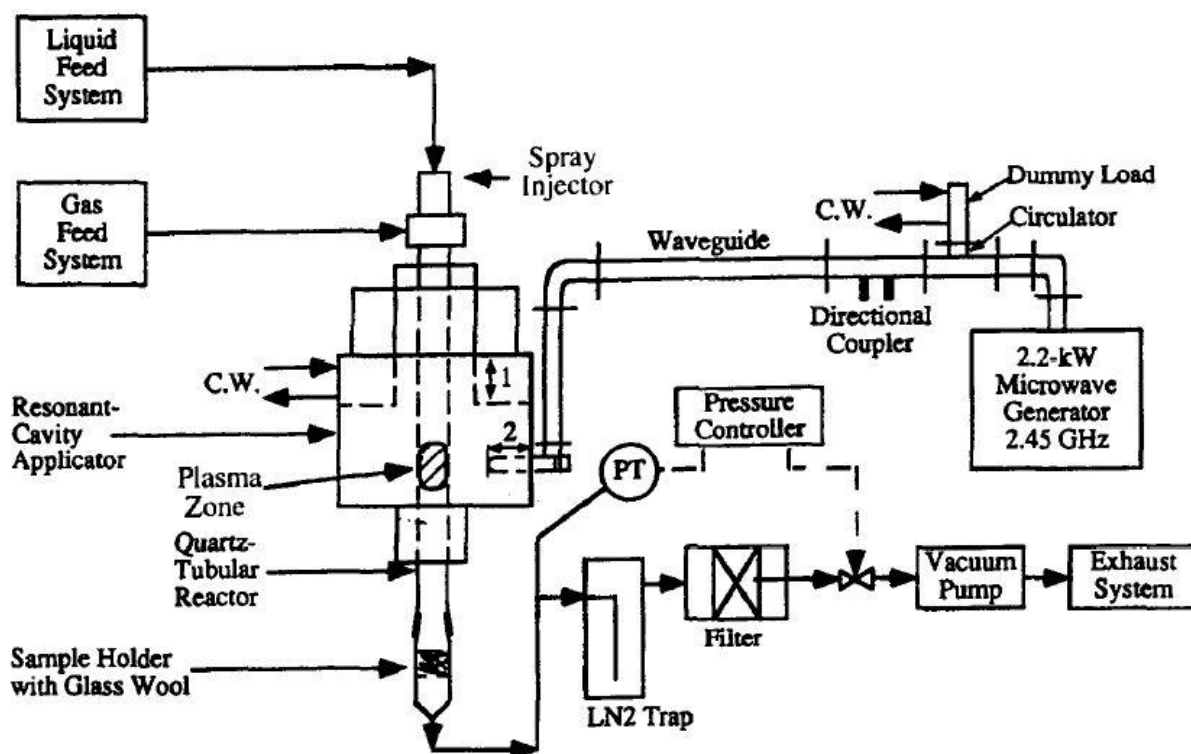 Liquid
Feed
System
Spray
Injector
Gas
Feed
System
Dummy Load
C.W.
Circulator
Waveguide
Directional
Coupler
2.2-kW
Microwave
Generator
2.45 GHz
1
C.W.
Resonant-
Cavity
Applicator
2
Pressure
Controller
PT
Plasma
Zone
Quartz-
Tubular
Reactor
Vacuum
Pump
Exhaust
System
Filter
Sample Holder
with Glass Wool
LN2 Trap